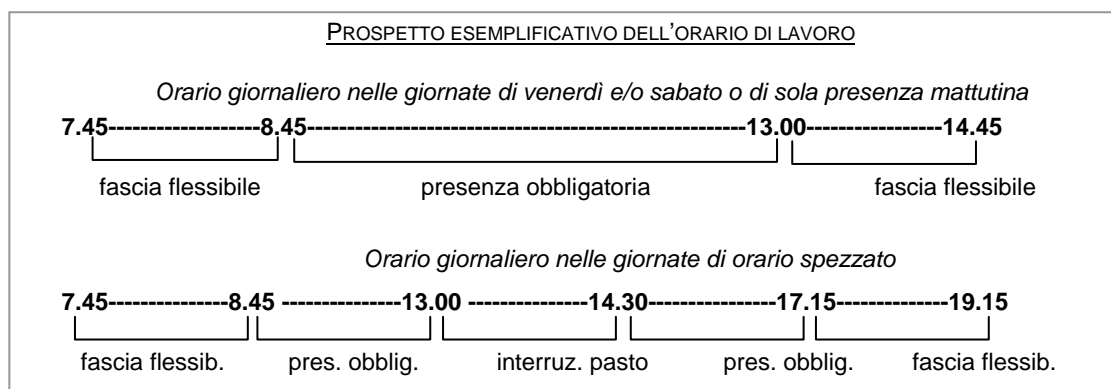 PROSPETTO ESEMPLIFICATIVO DELL'ORARIO DI LAVORO
Orario giornaliero nelle giornate di venerdì e/o sabato o di sola presenza mattutina
7.45-------------------8.45--------------------------------------------------------13.00-----------------14.45
fascia flessibile presenza obbligatoria fascia flessibile
Orario giornaliero nelle giornate di orario spezzato
7.45--------------8.45 ---------------13.00 ---------------14.30---------------17.15--------------19.15
fascia flessib. pres. obblig. interruz. pasto pres. obblig. fascia flessib.